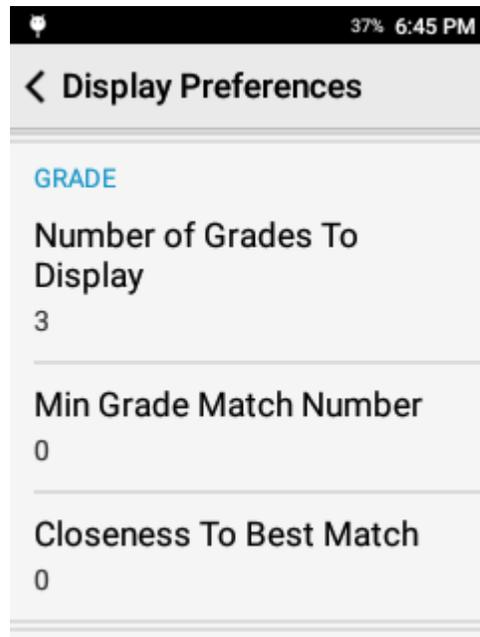 37% 6:45 PM
Display Preferences
GRADE
Number of Grades To
Display
3
Min Grade Match Number
0
Closeness To Best Match
0